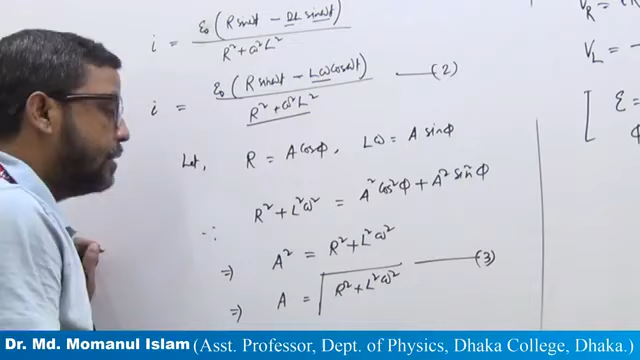 i = ε₀ ( R sinωt − DL sinωt ) / R² + ω²L²
i = ε₀ ( R sinωt − Lω cosωt ) / R² + ω²L² —— (2)
Let, R = A cosϕ , Lω = A sinϕ
∴ R² + L²ω² = A² cos²ϕ + A² sin²ϕ
⇒ A² = R² + L²ω²
⇒ A = √R² + L²ω² —— (3)
V_R =
V_L = −
ε =
Dr. Md. Momanul Islam (Asst. Professor, Dept. of Physics, Dhaka College, Dhaka.)